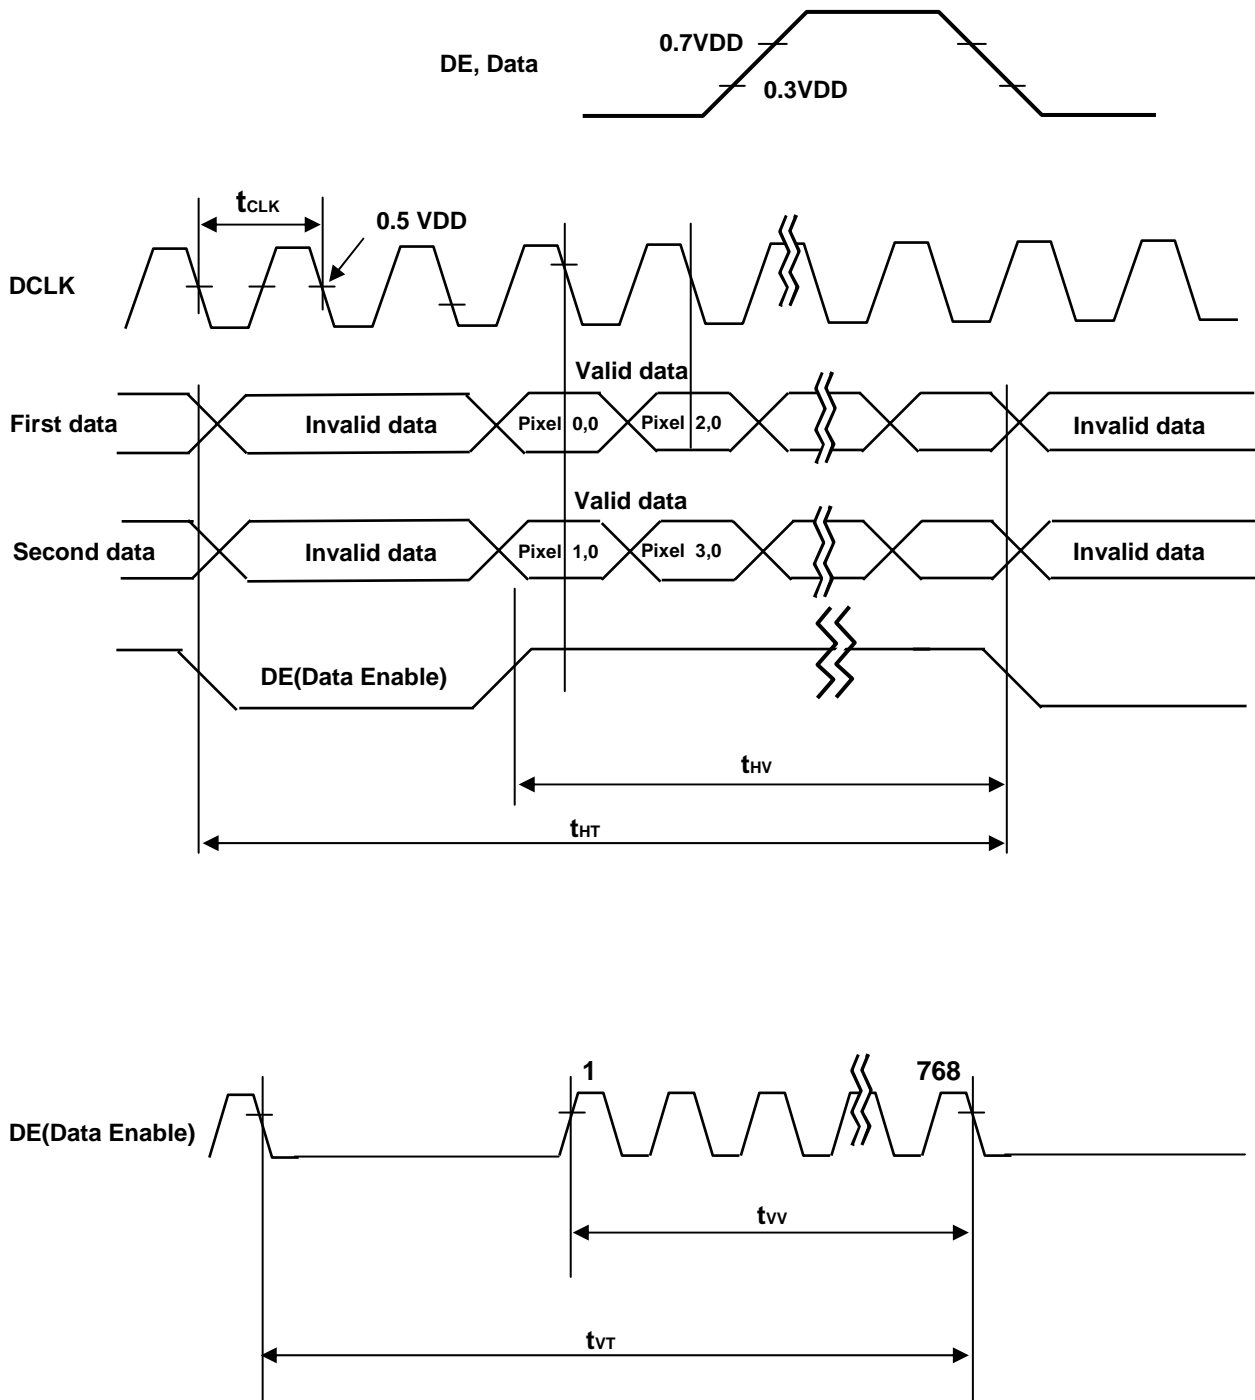 0.7VDD
DE, Data
0.3VDD
tCLK
0.5 VDD
DCLK
Valid data
First data
Invalid data
Pixel 0,0
Pixel 2,0
Invalid data
Valid data
Second data
Invalid data
Pixel 1,0
Pixel 3,0
Invalid data
DE(Data Enable)
tHV
tHT
1
768
DE(Data Enable)
tVV
tVT